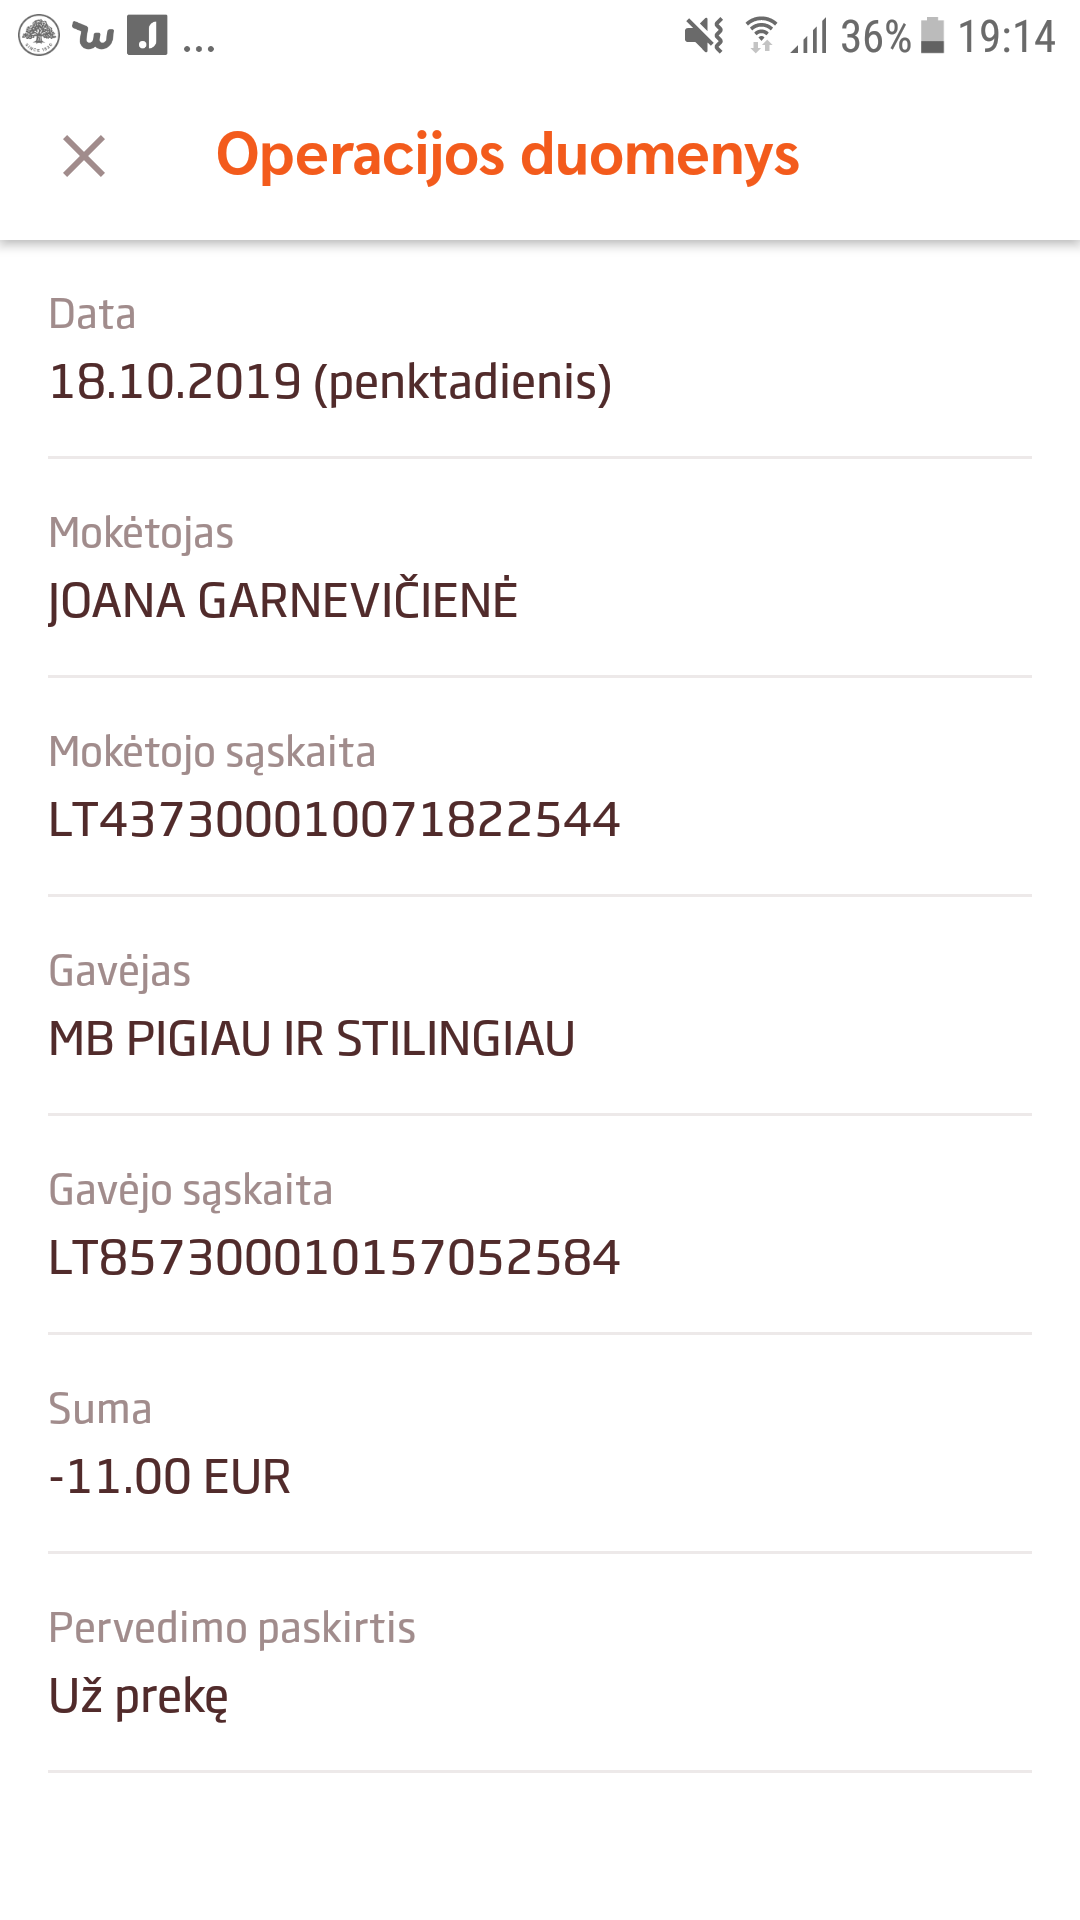 ... 36% 19:14
Operacijos duomenys
Data
18.10.2019 (penktadienis)
Mokėtojas
JOANA GARNEVIČIENĖ
Mokėtojo sąskaita
LT437300010071822544
Gavėjas
MB PIGIAU IR STILINGIAU
Gavėjo sąskaita
LT857300010157052584
Suma
-11.00 EUR
Pervedimo paskirtis
Už prekę